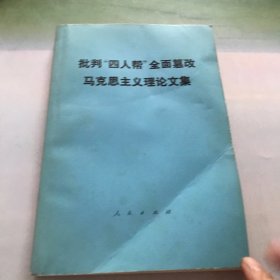 批判“四人帮”全面篡改
马克思主义理论文集
人民出版社